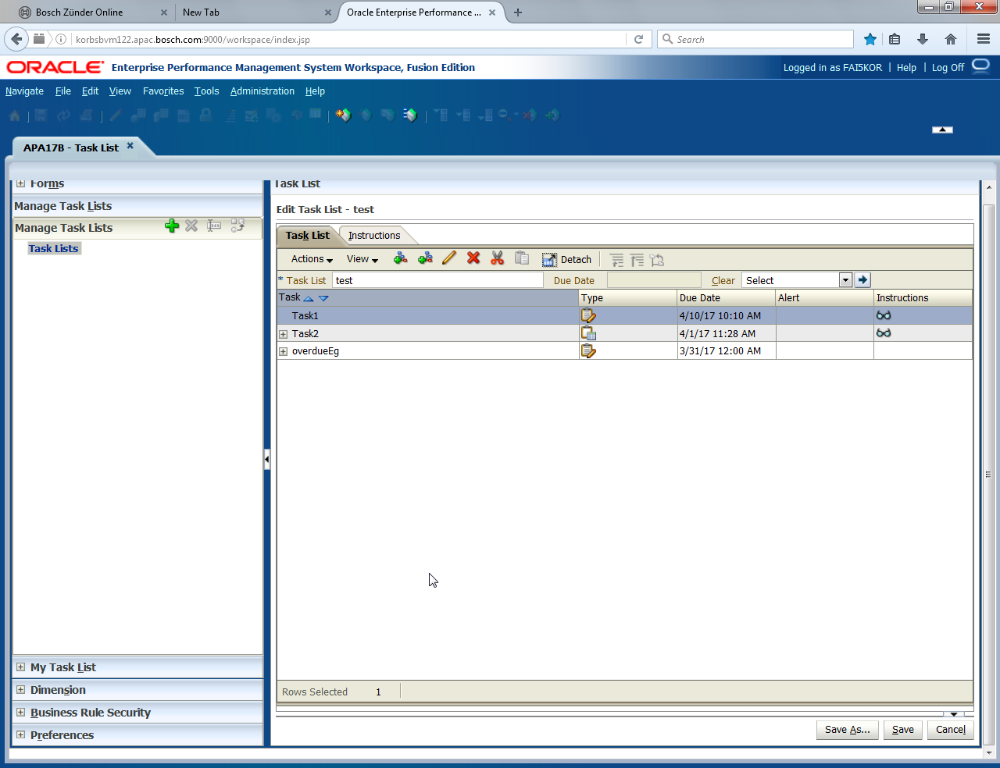 Bosch Zünder Online
New Tab
Oracle Enterprise Performance ...
korbsbvm122.apac.bosch.com:9000/workspace/index.jsp
Search
ORACLE Enterprise Performance Management System Workspace, Fusion Edition
Logged in as FAI5KOR | Help | Log Off
Navigate File Edit View Favorites Tools Administration Help
APA17B - Task List
Forms
Manage Task Lists
Manage Task Lists
Task Lists
My Task List
Dimension
Business Rule Security
Preferences
Task List
Edit Task List - test
Task List Instructions
Actions View Detach
* Task List test Due Date Clear Select
Task Type Due Date Alert Instructions
Task1 4/10/17 10:10 AM
Task2 4/1/17 11:28 AM
overdueEg 3/31/17 12:00 AM
Rows Selected 1
Save As... Save Cancel